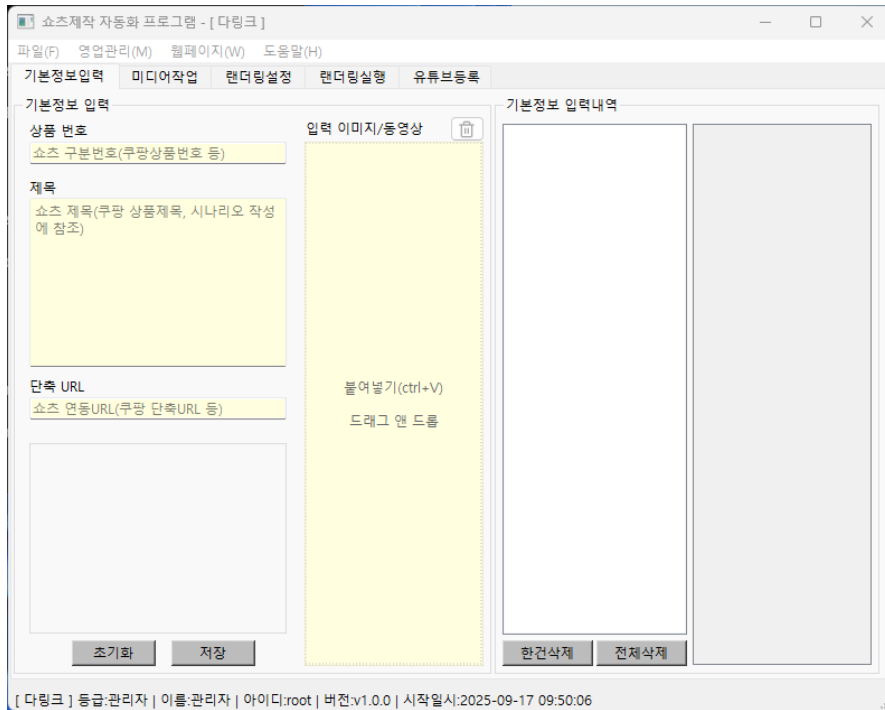 쇼츠제작 자동화 프로그램 - [ 다링크 ]
파일(F) 영업관리(M) 웹페이지(W) 도움말(H)
기본정보입력 미디어작업 랜더링설정 랜더링실행 유튜브등록
기본정보 입력
상품 번호
쇼츠 구분번호(쿠팡상품번호 등)
제목
쇼츠 제목(쿠팡 상품제목, 시나리오 작성
에 참조)
단축 URL
쇼츠 연동URL(쿠팡 단축URL 등)
초기화 저장
입력 이미지/동영상
붙여넣기(ctrl+V)
드래그 앤 드롭
기본정보 입력내역
한건삭제 전체삭제
[ 다링크 ] 등급:관리자 | 이름:관리자 | 아이디:root | 버전:v1.0.0 | 시작일시:2025-09-17 09:50:06